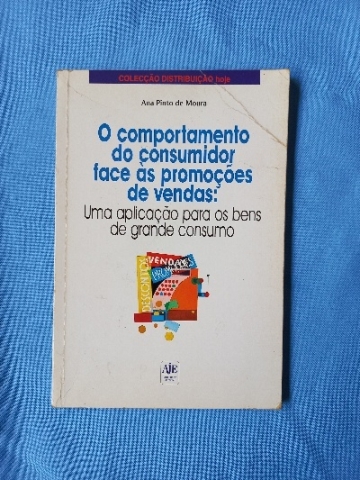 COLECÇÃO DISTRIBUIÇÃO hoje
Ana Pinto de Moura
O comportamento
do consumidor
face às promoções
de vendas:
Uma aplicação para os bens
de grande consumo
VENDAS
DESCONTOS
AJE